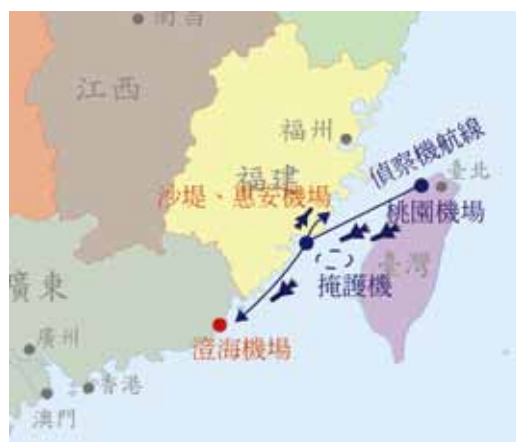 南昌
江西
福州
福建
沙堤、惠安機場
偵察機航線
臺北
桃園機場
臺灣
掩護機
廣東
澄海機場
廣州
香港
澳門